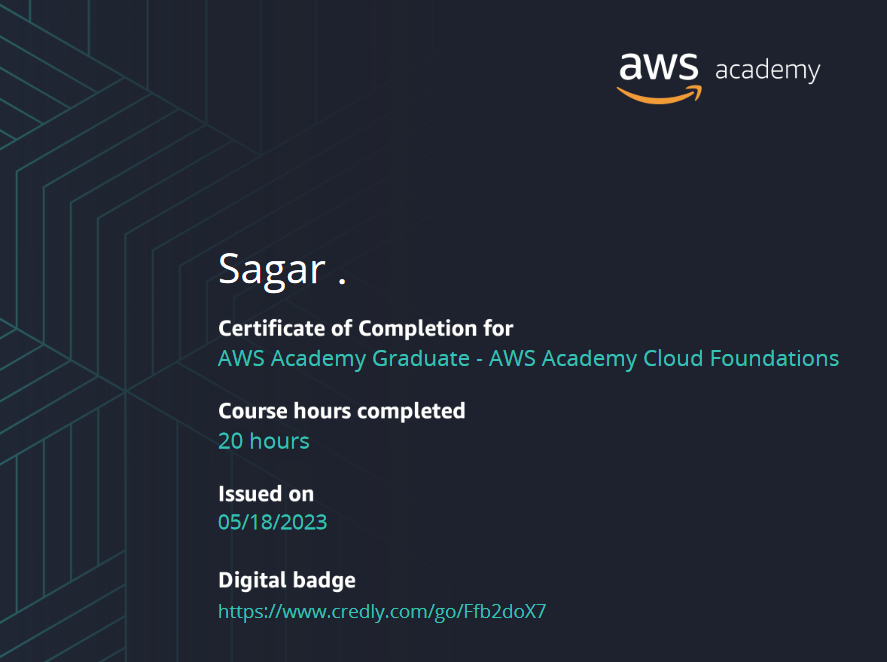 aws academy
Sagar .
Certificate of Completion for
AWS Academy Graduate - AWS Academy Cloud Foundations
Course hours completed
20 hours
Issued on
05/18/2023
Digital badge
https://www.credly.com/go/Ffb2doX7